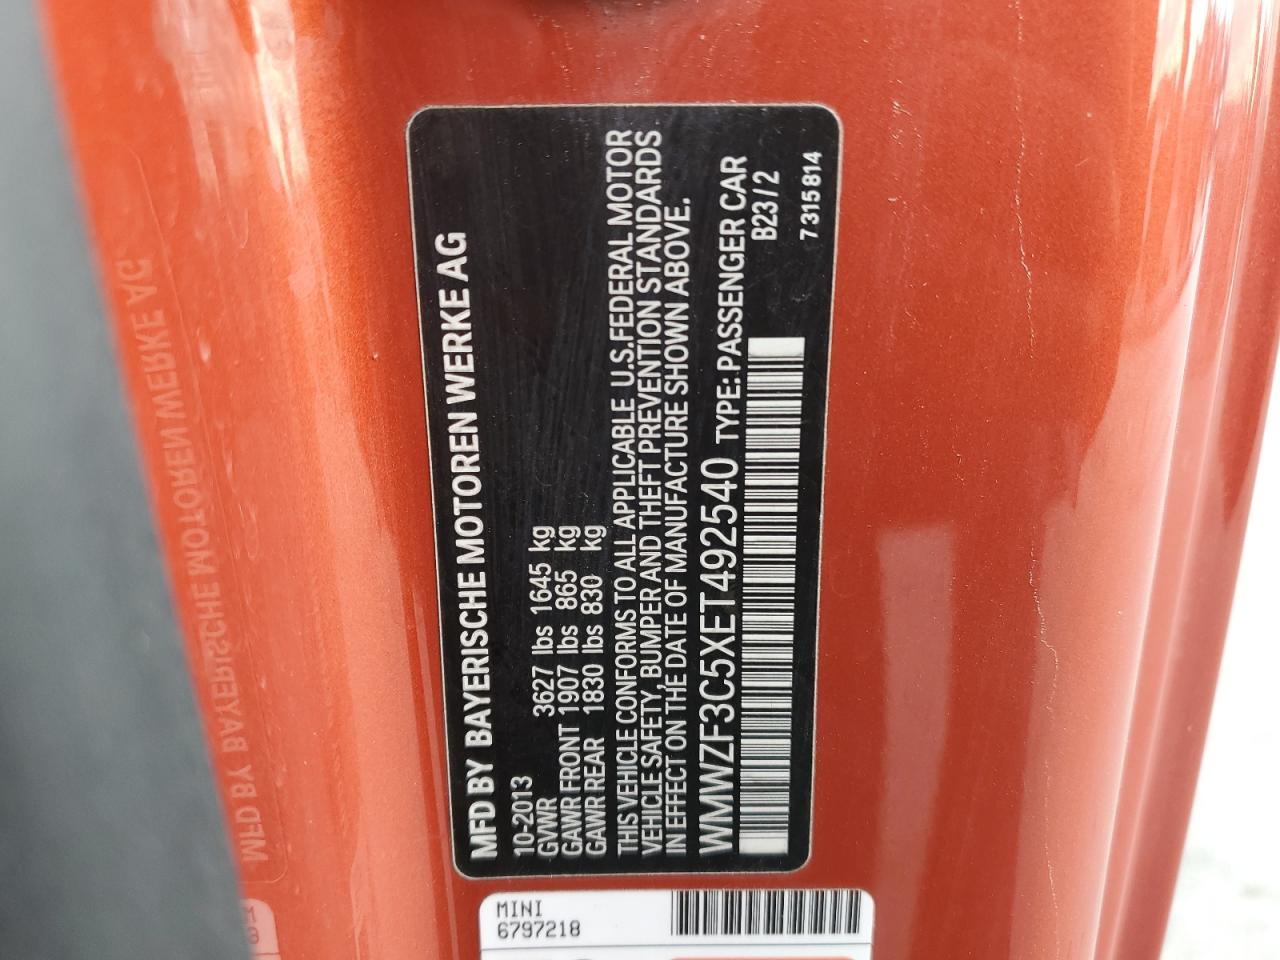 MFD BY BAYERISCHE MOTOREN WERKE AG
10-2013
GVWR 3627 lbs 1645 kg
GAWR FRONT 1907 lbs 865 kg
GAWR REAR 1830 lbs 830 kg
THIS VEHICLE CONFORMS TO ALL APPLICABLE U.S.FEDERAL MOTOR
VEHICLE SAFETY, BUMPER AND THEFT PREVENTION STANDARDS
IN EFFECT ON THE DATE OF MANUFACTURE SHOWN ABOVE.
WMWZF3C5XET492540 TYPE: PASSENGER CAR
B23/2
7315814
MINI
6797218